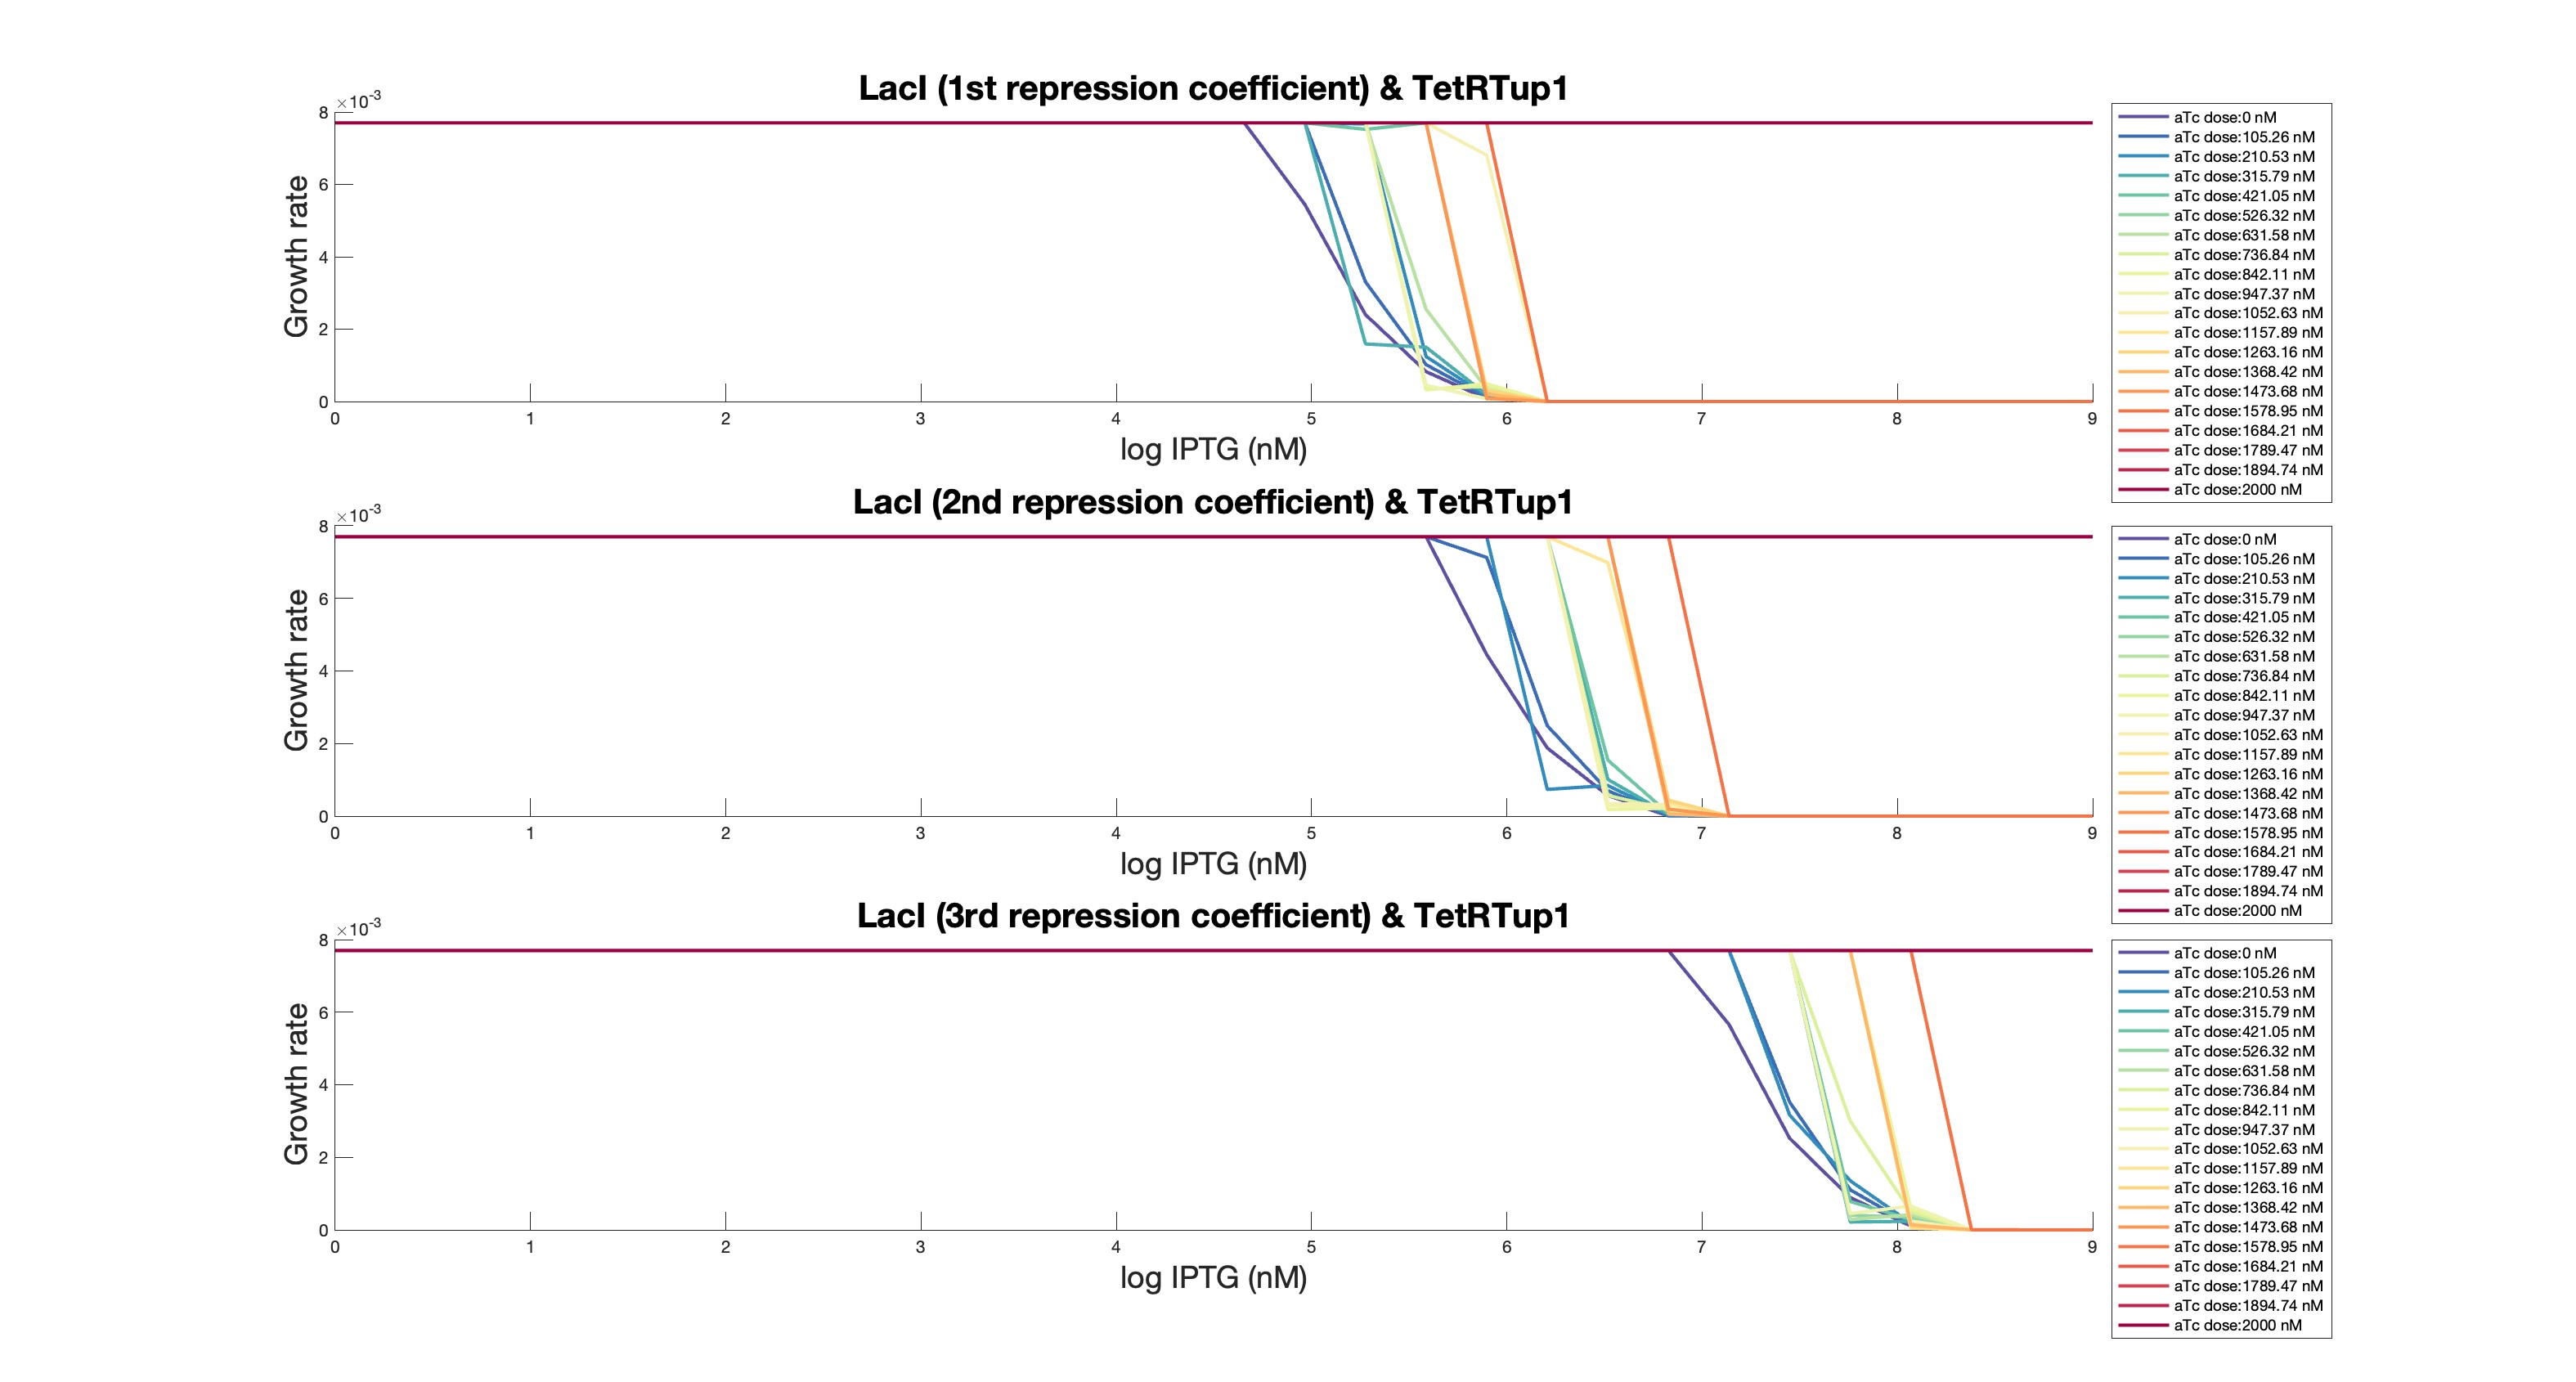 LacI (1st repression coefficient) & TetRTup1
×10-3
8
6
4
2
0
Growth rate
0 1 2 3 4 5 6 7 8 9
log IPTG (nM)
aTc dose:0 nM
aTc dose:105.26 nM
aTc dose:210.53 nM
aTc dose:315.79 nM
aTc dose:421.05 nM
aTc dose:526.32 nM
aTc dose:631.58 nM
aTc dose:736.84 nM
aTc dose:842.11 nM
aTc dose:947.37 nM
aTc dose:1052.63 nM
aTc dose:1157.89 nM
aTc dose:1263.16 nM
aTc dose:1368.42 nM
aTc dose:1473.68 nM
aTc dose:1578.95 nM
aTc dose:1684.21 nM
aTc dose:1789.47 nM
aTc dose:1894.74 nM
aTc dose:2000 nM
LacI (2nd repression coefficient) & TetRTup1
×10-3
8
6
4
2
0
Growth rate
0 1 2 3 4 5 6 7 8 9
log IPTG (nM)
aTc dose:0 nM
aTc dose:105.26 nM
aTc dose:210.53 nM
aTc dose:315.79 nM
aTc dose:421.05 nM
aTc dose:526.32 nM
aTc dose:631.58 nM
aTc dose:736.84 nM
aTc dose:842.11 nM
aTc dose:947.37 nM
aTc dose:1052.63 nM
aTc dose:1157.89 nM
aTc dose:1263.16 nM
aTc dose:1368.42 nM
aTc dose:1473.68 nM
aTc dose:1578.95 nM
aTc dose:1684.21 nM
aTc dose:1789.47 nM
aTc dose:1894.74 nM
aTc dose:2000 nM
LacI (3rd repression coefficient) & TetRTup1
×10-3
8
6
4
2
0
Growth rate
0 1 2 3 4 5 6 7 8 9
log IPTG (nM)
aTc dose:0 nM
aTc dose:105.26 nM
aTc dose:210.53 nM
aTc dose:315.79 nM
aTc dose:421.05 nM
aTc dose:526.32 nM
aTc dose:631.58 nM
aTc dose:736.84 nM
aTc dose:842.11 nM
aTc dose:947.37 nM
aTc dose:1052.63 nM
aTc dose:1157.89 nM
aTc dose:1263.16 nM
aTc dose:1368.42 nM
aTc dose:1473.68 nM
aTc dose:1578.95 nM
aTc dose:1684.21 nM
aTc dose:1789.47 nM
aTc dose:1894.74 nM
aTc dose:2000 nM